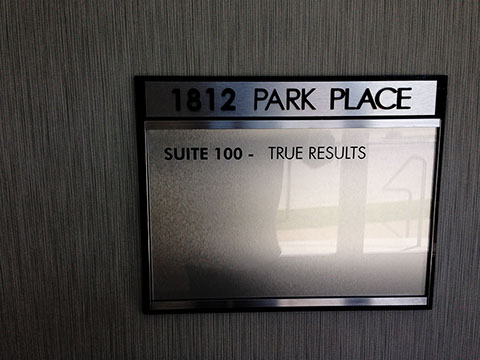 1812 PARK PLACE
SUITE 100 - TRUE RESULTS